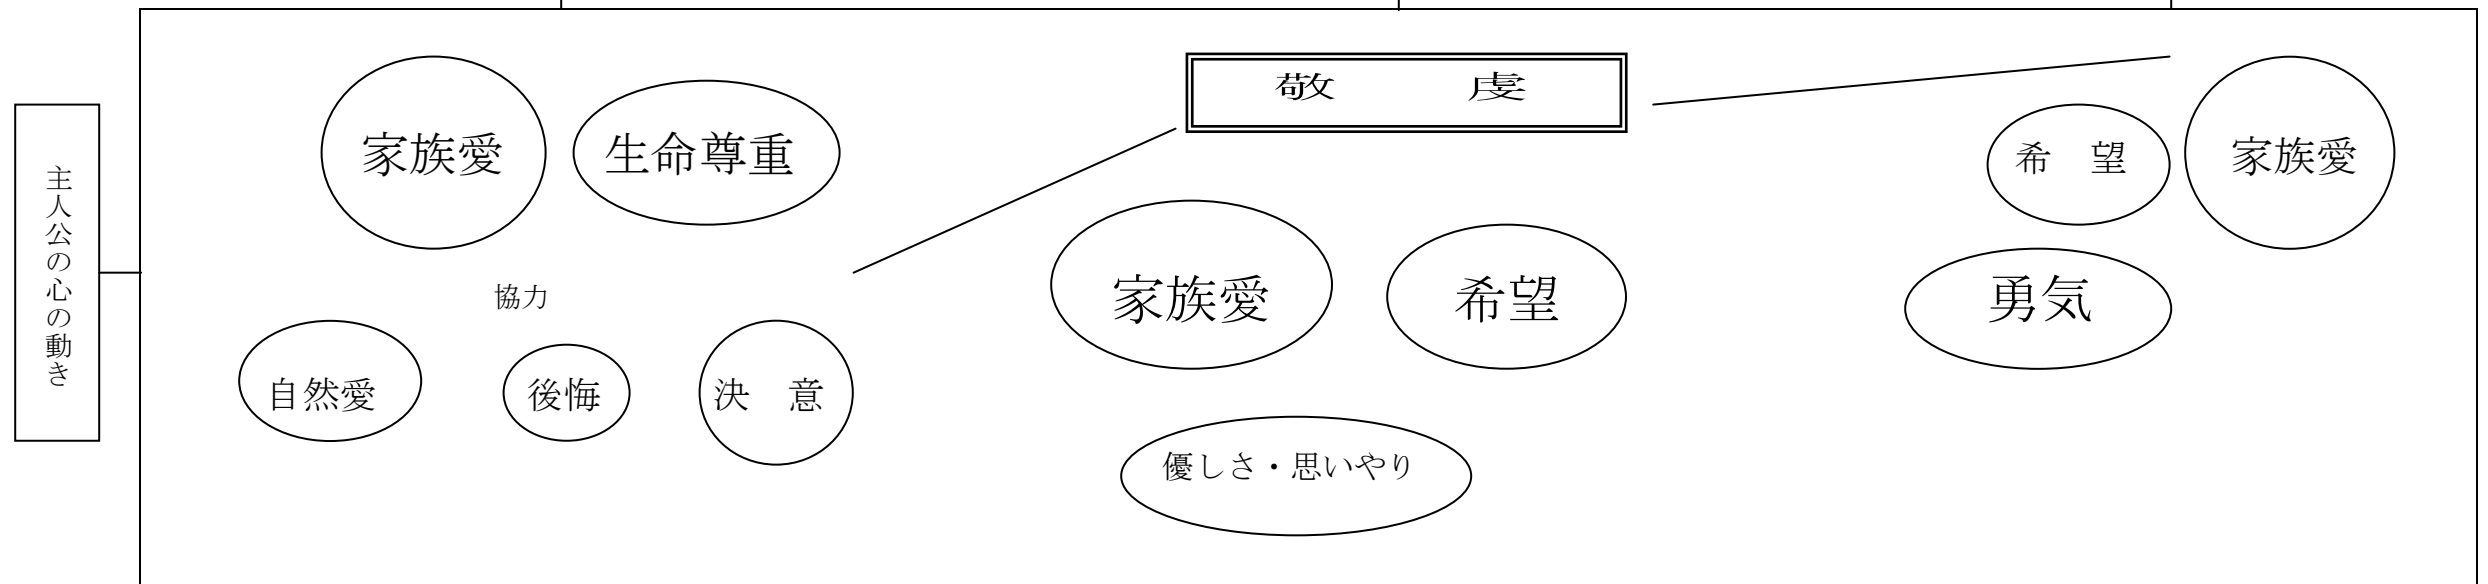 主人公の心の動き
家族愛
生命尊重
協力
自然愛
後悔
決　意
敬　　虔
家族愛
希望
優しさ・思いやり
希　望
家族愛
勇気